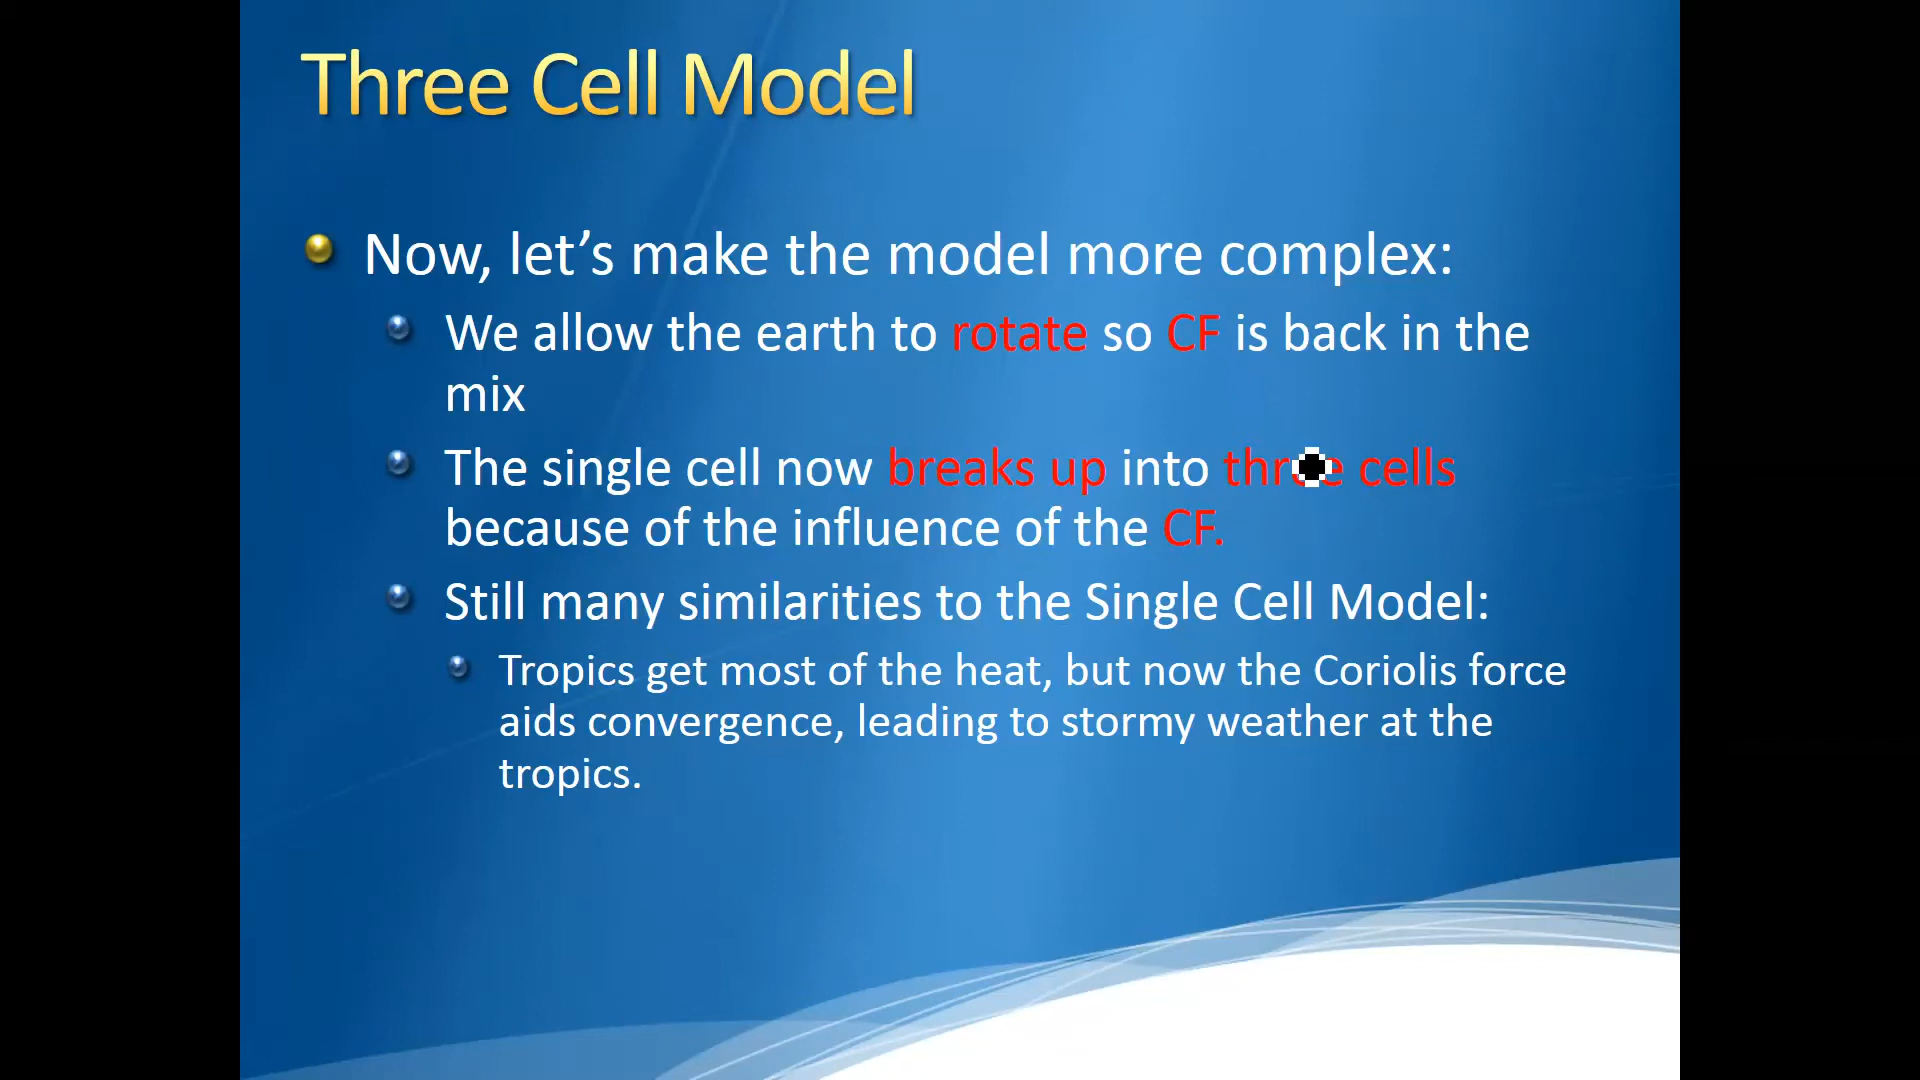 Three Cell Model
Now, let’s make the model more complex:
We allow the earth to rotate so CF is back in the
mix
The single cell now breaks up into three cells
because of the influence of the CF.
Still many similarities to the Single Cell Model:
Tropics get most of the heat, but now the Coriolis force
aids convergence, leading to stormy weather at the
tropics.